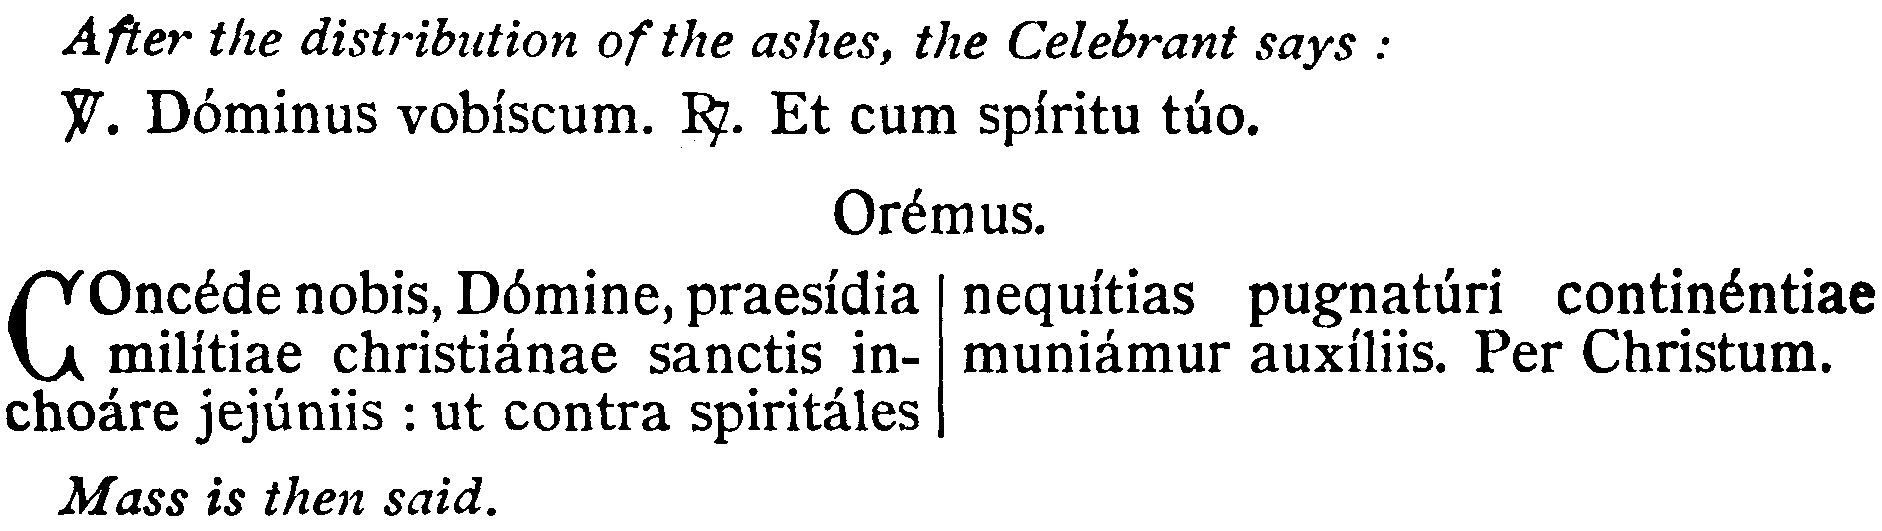 After the distribution of the ashes, the Celebrant says :
℣. Dóminus vobíscum. ℟. Et cum spíritu túo.
Orémus.
COncéde nobis, Dómine, praesídia
milítiae christiánae sanctis in-
choáre jejúniis : ut contra spiritáles
nequítias pugnatúri continéntiae
muniámur auxíliis. Per Christum.
Mass is then said.